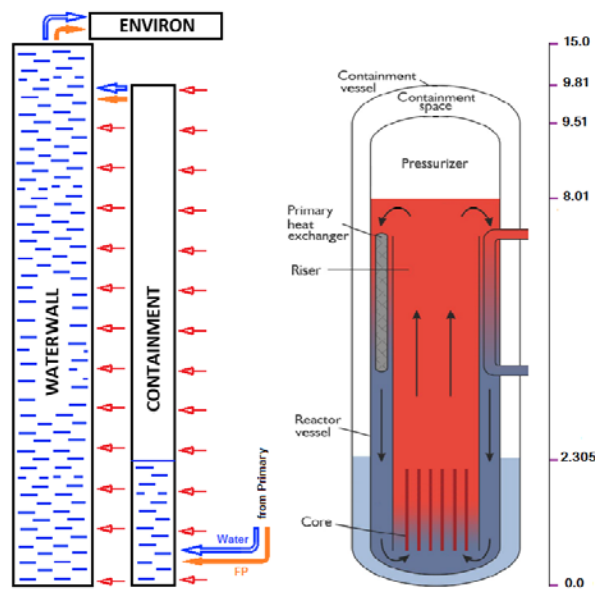 ENVIRON
WATERWALL
CONTAINMENT
from Primary
Water
FP
Containment
vessel
Containment
space
Pressurizer
Primary
heat
exchanger
Riser
Reactor
vessel
Core
15.0
9.81
9.51
8.01
2.305
0.0